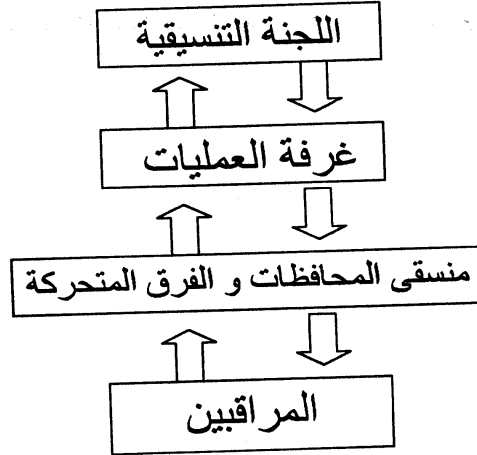 اللجنة التنسيقية
غرفة العمليات
منسقى المحافظات و الفرق المتحركة
المراقبين